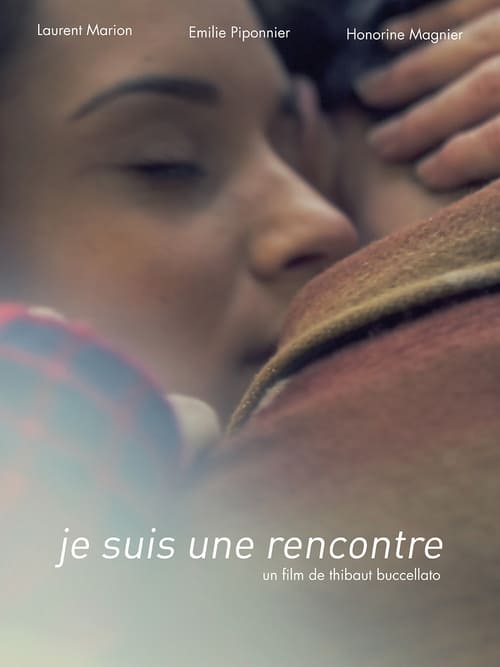 Laurent Marion Emilie Piponnier Honorine Magnier
je suis une rencontre
un film de thibaut buccellato